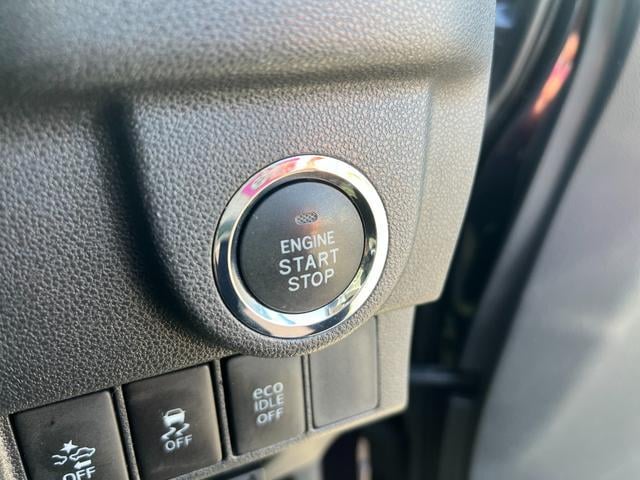 ENGINE
START
STOP
eco
IDLE
OFF
OFF
OFF